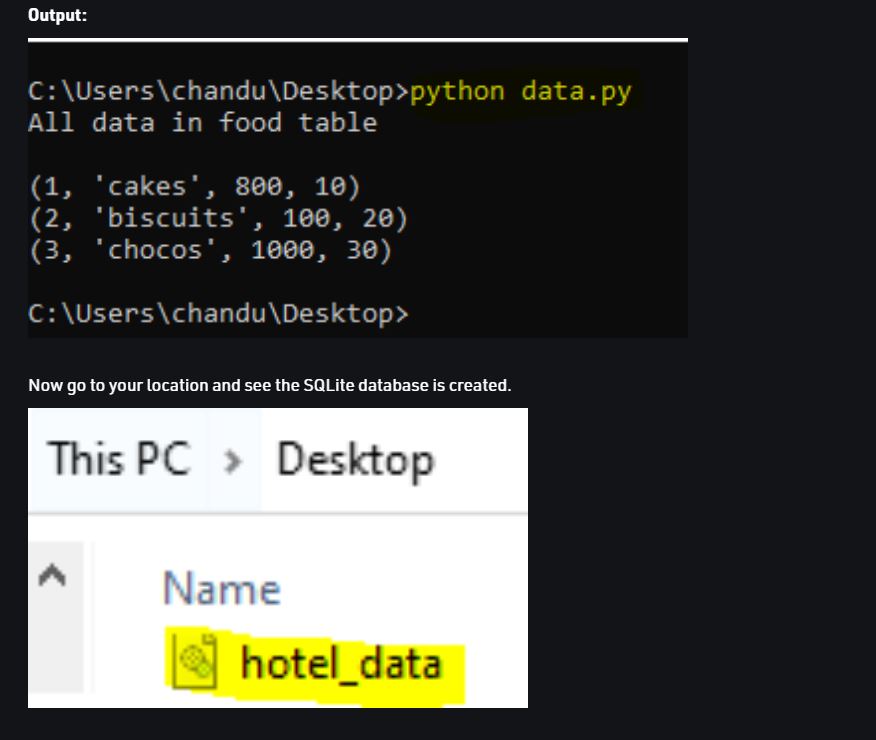 Output:
C:\Users\chandu\Desktop>python data.py
All data in food table
(1, 'cakes', 800, 10)
(2, 'biscuits', 100, 20)
(3, 'chocos', 1000, 30)
C:\Users\chandu\Desktop>
Now go to your location and see the SQLite database is created.
This PC > Desktop
Name
hotel_data